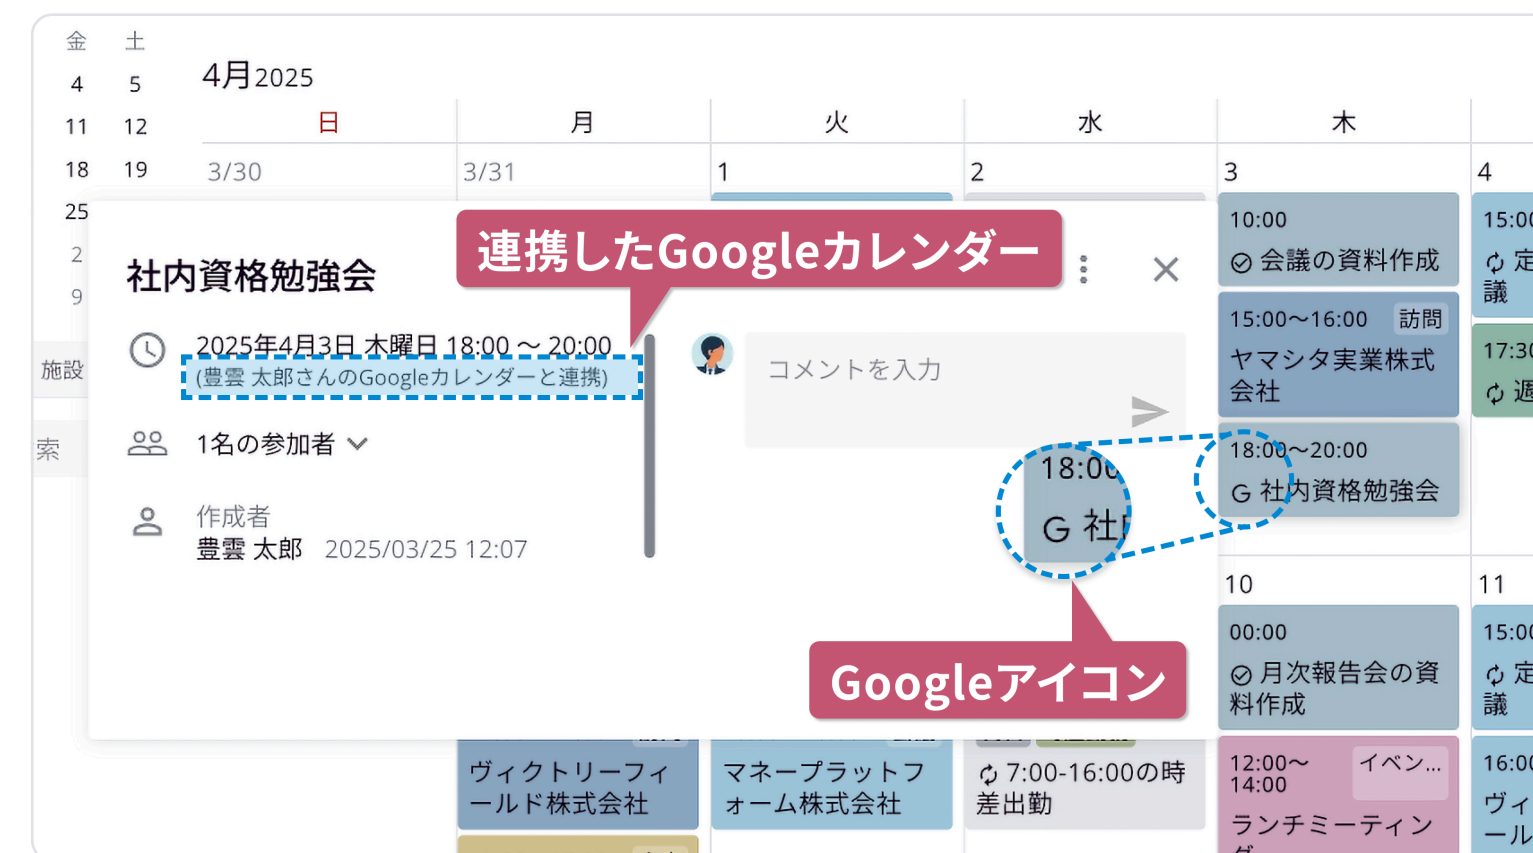 金 土
4 5
11 12
18 19
25
2
9
施設
索
4月2025
日 月 火 水 木
3/30 3/31 1 2 3 4
連携したGoogleカレンダー
社内資格勉強会
2025年4月3日 木曜日 18:00 ～ 20:00
(豊雲 太郎さんのGoogleカレンダーと連携)
1名の参加者
作成者
豊雲 太郎 2025/03/25 12:07
コメントを入力
18:00
G 社
Googleアイコン
10:00
会議の資料作成
15:00～16:00 訪問
ヤマシタ実業株式
会社
18:00～20:00
G 社内資格勉強会
15:00
定
議
17:30
週
10 11
00:00
月次報告会の資
料作成
15:00
定
議
ヴィクトリーフィ
ールド株式会社
マネープラットフ
ォーム株式会社
7:00-16:00の時
差出勤
12:00～
14:00
イベン...
ランチミーティン
グ
16:00
ヴィ
ール